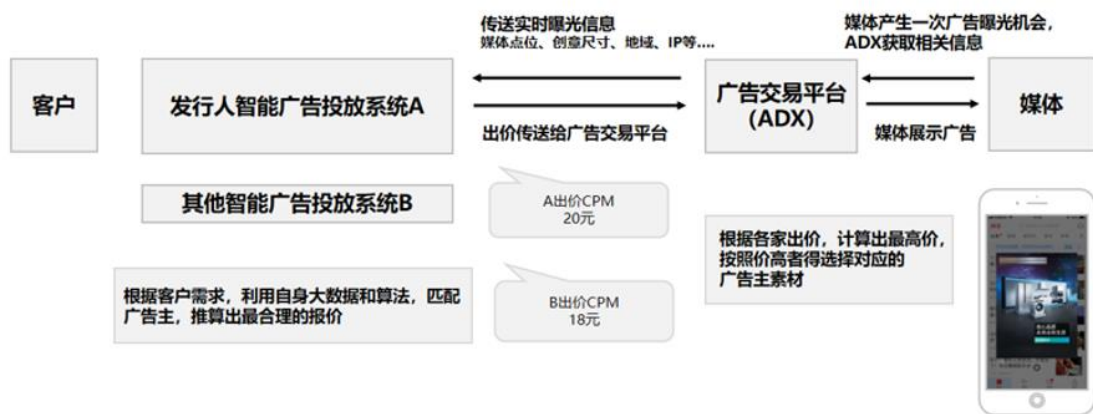 传送实时曝光信息
媒体点位、创意尺寸、地域、IP等....
媒体产生一次广告曝光机会，
ADX获取相关信息
客户
发行人智能广告投放系统A
广告交易平台
（ADX）
媒体
出价传送给广告交易平台
媒体展示广告
其他智能广告投放系统B
A出价CPM
20元
根据各家出价，计算出最高价，
按照价高者得选择对应的
广告主素材
根据客户需求，利用自身大数据和算法，匹配
广告主，推算出最合理的报价
B出价CPM
18元